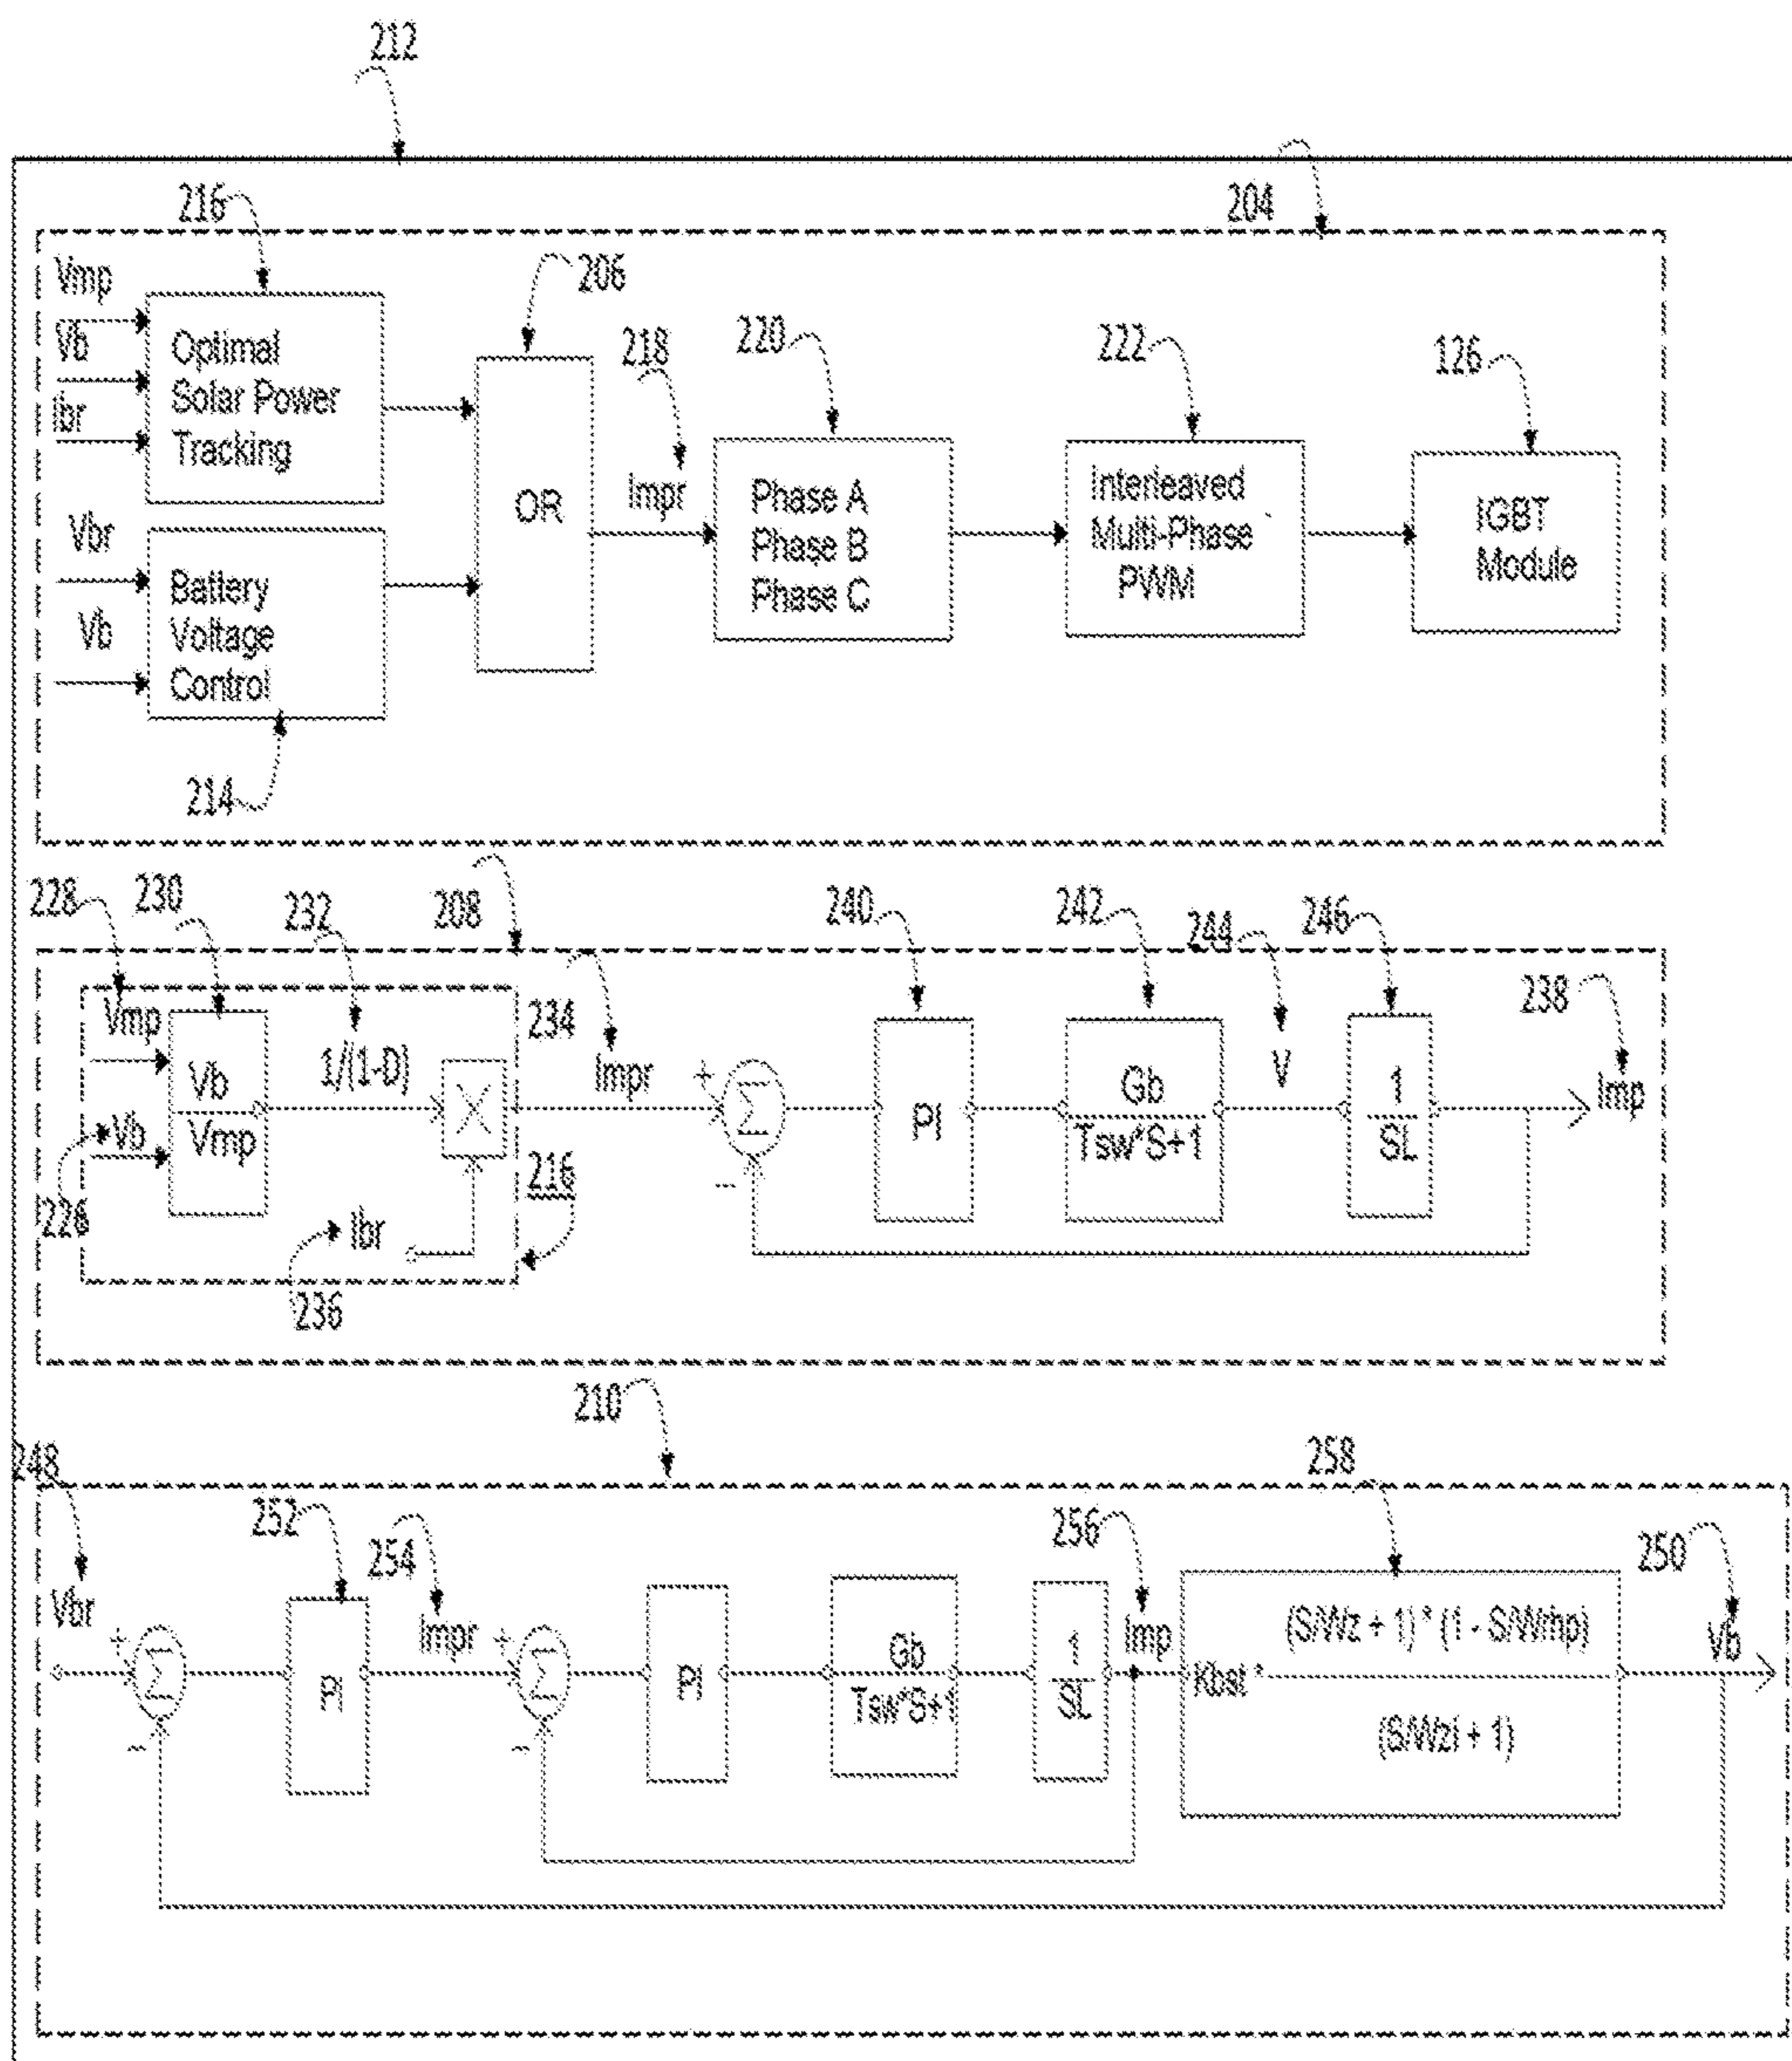 212
216
204
Vmp
Vb
Ibr
Optimal
Solar Power
Tracking
206
OR
218
Impr
220
Phase A
Phase B
Phase C
222
Interleaved
Multi-Phase
PWM
126
IGBT
Module
Vbr
Vb
Battery
Voltage
Control
214
228
230
232
208
240
242
244
246
238
Vmp
Vb
226
Vb
Vmp
1/(1-D)
X
234
Impr
+
Σ
−
PI
Gb
Tsw*S+1
V
1
SL
Imp
Ibr
216
236
210
248
252
254
256
258
250
Vbr
+
Σ
−
PI
Impr
+
Σ
−
PI
Gb
Tsw*S+1
1
SL
Imp
Kbst *
(S/Wz + 1) * (1 - S/Wrhp)
(S/Wzi + 1)
Vb